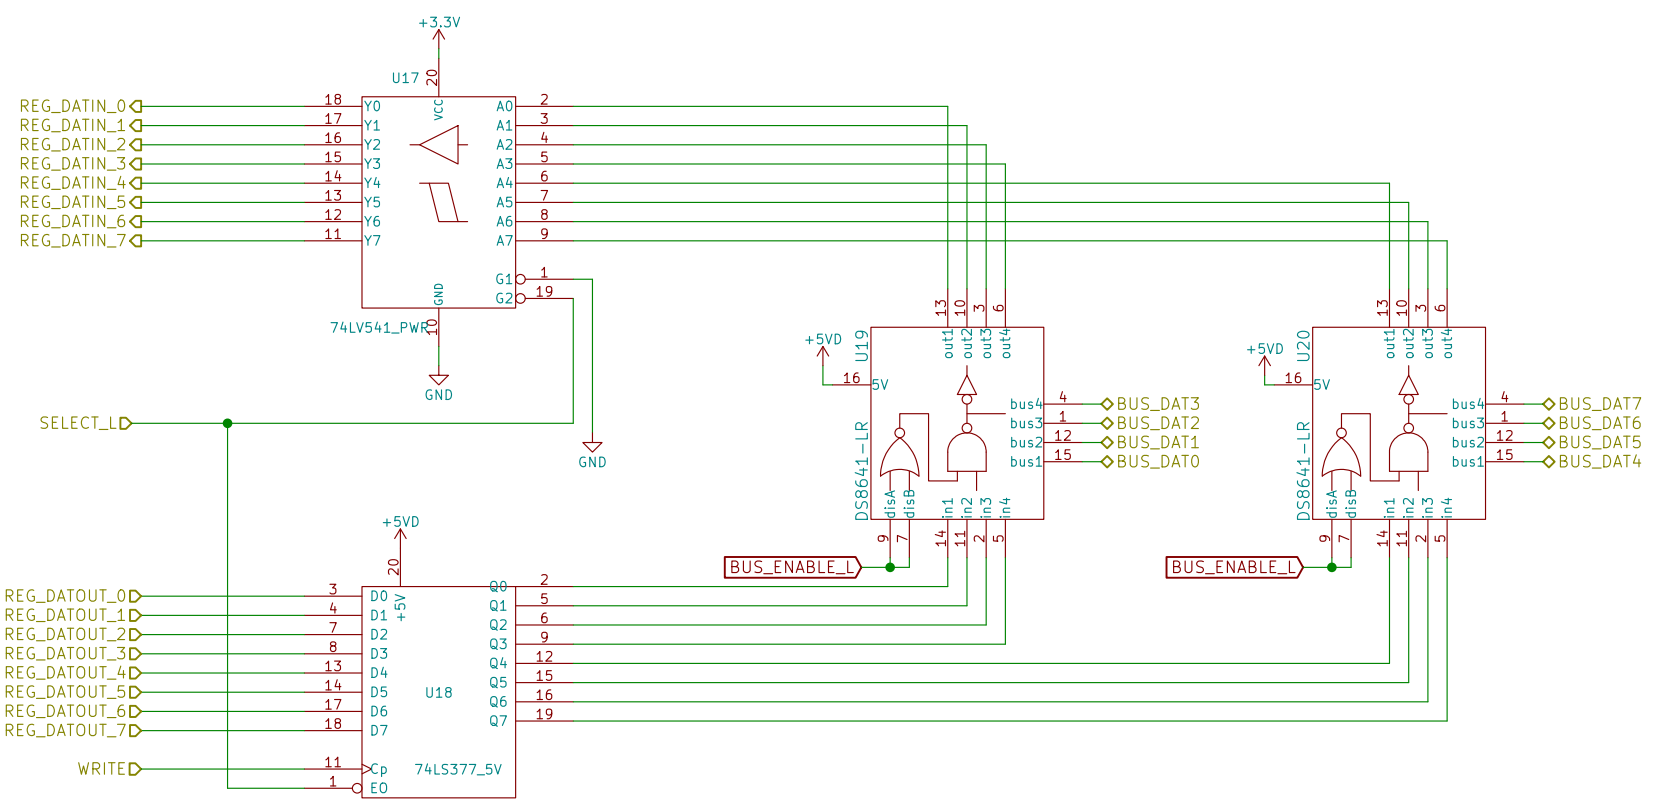 +3.3V
U17
20
VCC
REG_DATIN_0 18 Y0 A0 2
REG_DATIN_1 17 Y1 A1 3
REG_DATIN_2 16 Y2 A2 4
REG_DATIN_3 15 Y3 A3 5
REG_DATIN_4 14 Y4 A4 6
REG_DATIN_5 13 Y5 A5 7
REG_DATIN_6 12 Y6 A6 8
REG_DATIN_7 11 Y7 A7 9
G1 1
G2 19
GND
74LV541_PWR
10
GND
SELECT_L
GND
13 10 3 6
out1 out2 out3 out4
+5VD
U19
16 5V
bus4 4 BUS_DAT3
bus3 1 BUS_DAT2
bus2 12 BUS_DAT1
bus1 15 BUS_DAT0
DS8641-LR
disA disB in1 in2 in3 in4
9 7 14 11 2 5
BUS_ENABLE_L
13 10 3 6
out1 out2 out3 out4
+5VD
U20
16 5V
bus4 4 BUS_DAT7
bus3 1 BUS_DAT6
bus2 12 BUS_DAT5
bus1 15 BUS_DAT4
DS8641-LR
disA disB in1 in2 in3 in4
9 7 14 11 2 5
BUS_ENABLE_L
+5VD
20
+5V
Q0 2
REG_DATOUT_0 3 D0
Q1 5
REG_DATOUT_1 4 D1
Q2 6
REG_DATOUT_2 7 D2
Q3 9
REG_DATOUT_3 8 D3
Q4 12
REG_DATOUT_4 13 D4
Q5 15
REG_DATOUT_5 14 D5
U18
Q6 16
REG_DATOUT_6 17 D6
Q7 19
REG_DATOUT_7 18 D7
WRITE 11 Cp 74LS377_5V
1 EO